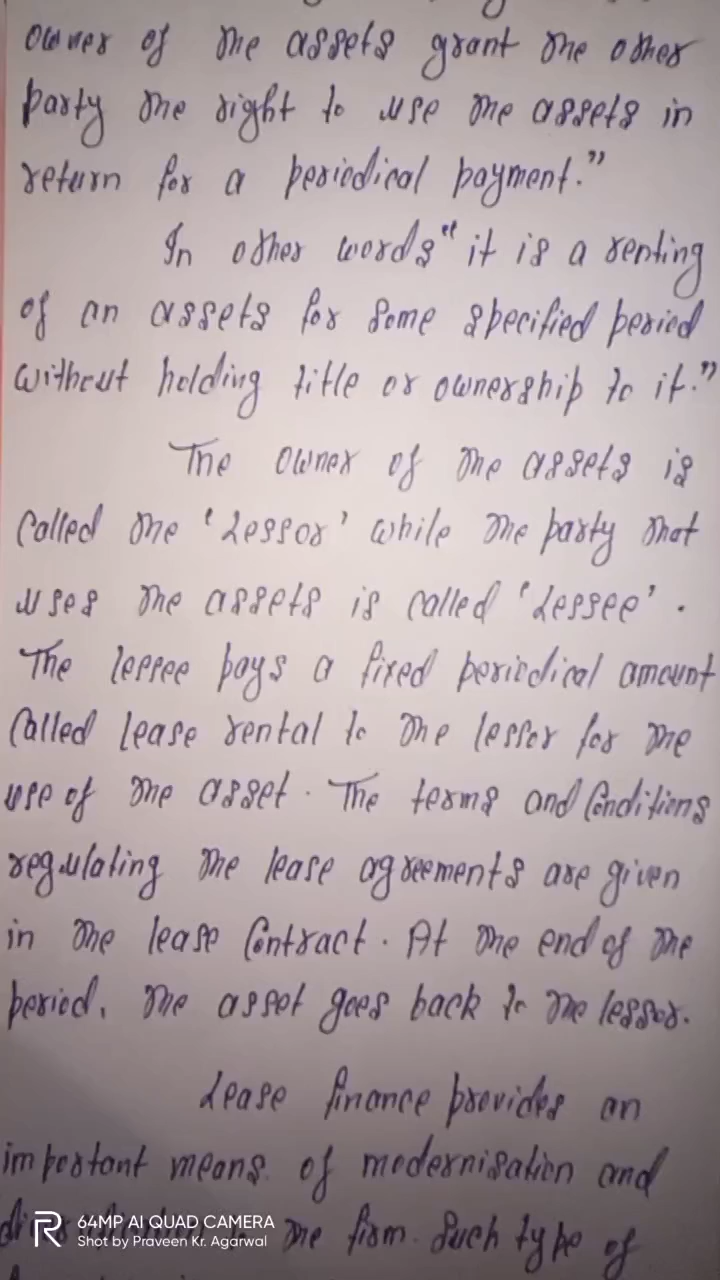 owner of the assets grant the other
party the right to use the assets in
return for a periodical payment."
In other words "it is a renting
of an assets for some specified period
without holding title or ownership to it."
The owner of the assets is
called the 'Lessor' while the party that
uses the assets is called 'Lessee'.
The lessee pays a fixed periodical amount
called lease rental to the lessor for the
use of the asset. The terms and Conditions
regulating the lease agreements are given
in the lease Contract. At the end of the
period, the asset goes back to the lessor.
Lease finance provides an
important means of modernisation and
the firm. Such type of
R
64MP AI QUAD CAMERA
Shot by Praveen Kr. Agarwal